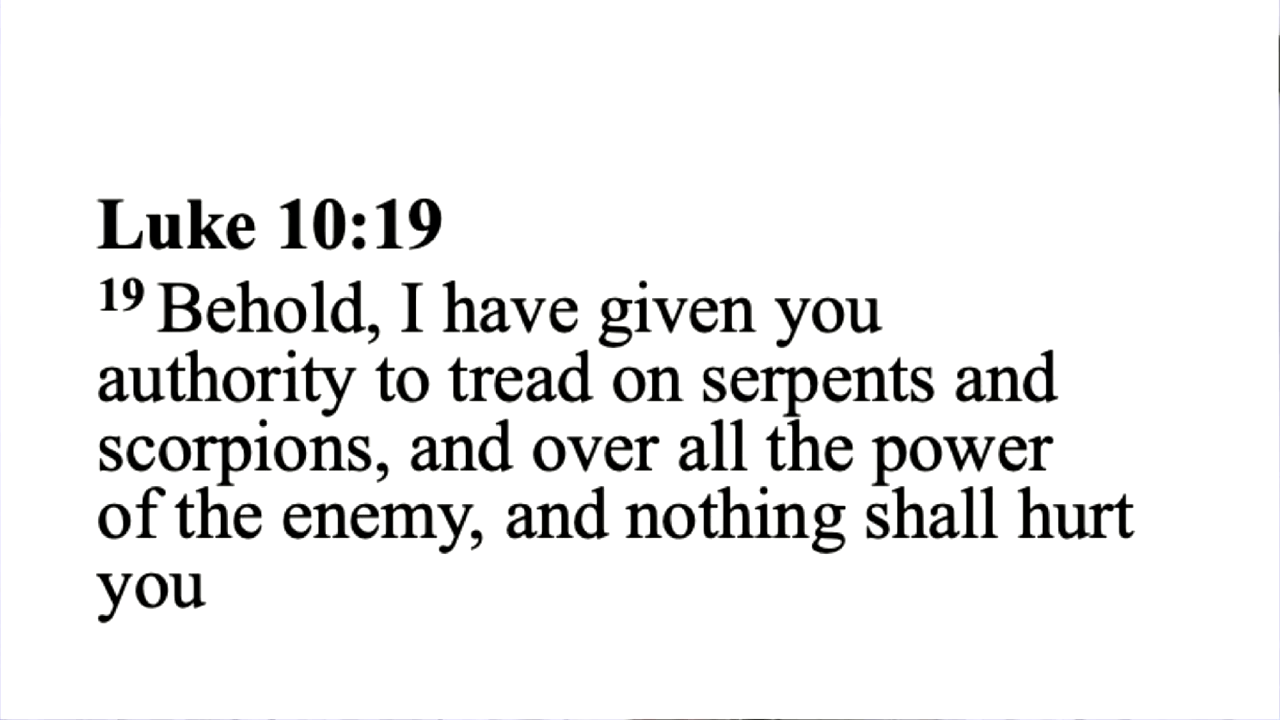 Luke 10:19
19 Behold, I have given you
authority to tread on serpents and
scorpions, and over all the power
of the enemy, and nothing shall hurt
you